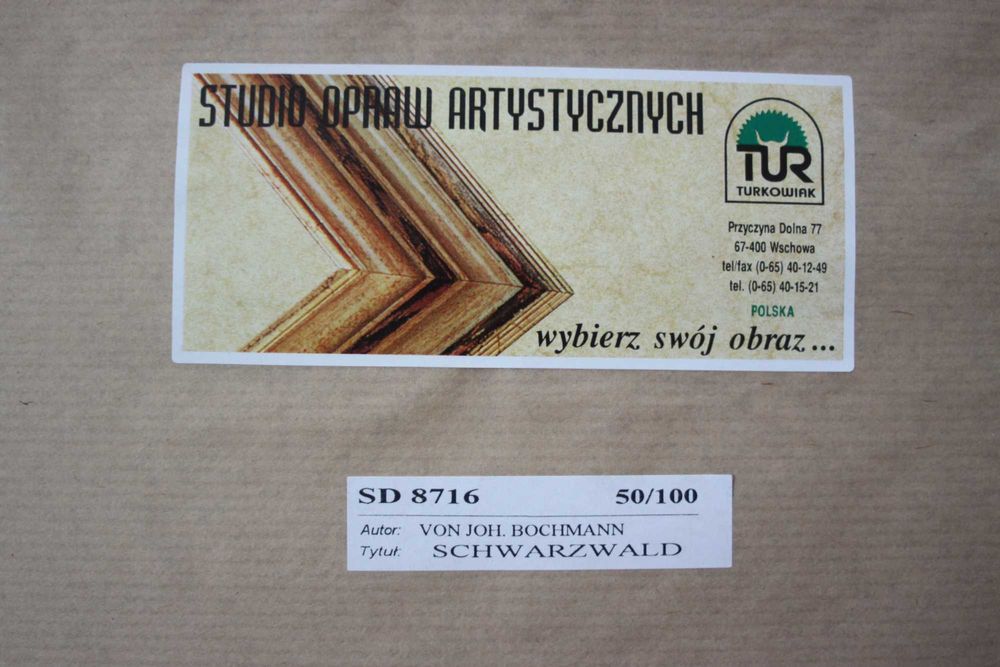 STUDIO OPRAW ARTYSTYCZNYCH
TUR
TURKOWIAK
Przyczyna Dolna 77
67-400 Wschowa
tel/fax (0-65) 40-12-49
tel. (0-65) 40-15-21
POLSKA
wybierz swój obraz...
SD 8716 50/100
Autor: VON JOH. BOCHMANN
Tytuł: SCHWARZWALD